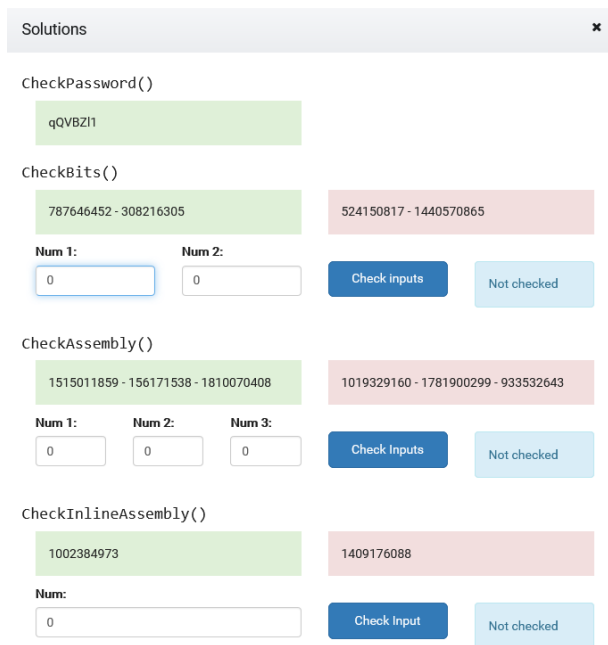 Solutions ✖
CheckPassword()
qQVBZl1
CheckBits()
787646452 - 308216305 524150817 - 1440570865
Num 1: Num 2:
0 0 Check inputs Not checked
CheckAssembly()
1515011859 - 156171538 - 1810070408 1019329160 - 1781900299 - 933532643
Num 1: Num 2: Num 3:
0 0 0 Check Inputs Not checked
CheckInlineAssembly()
1002384973 1409176088
Num:
0 Check Input Not checked